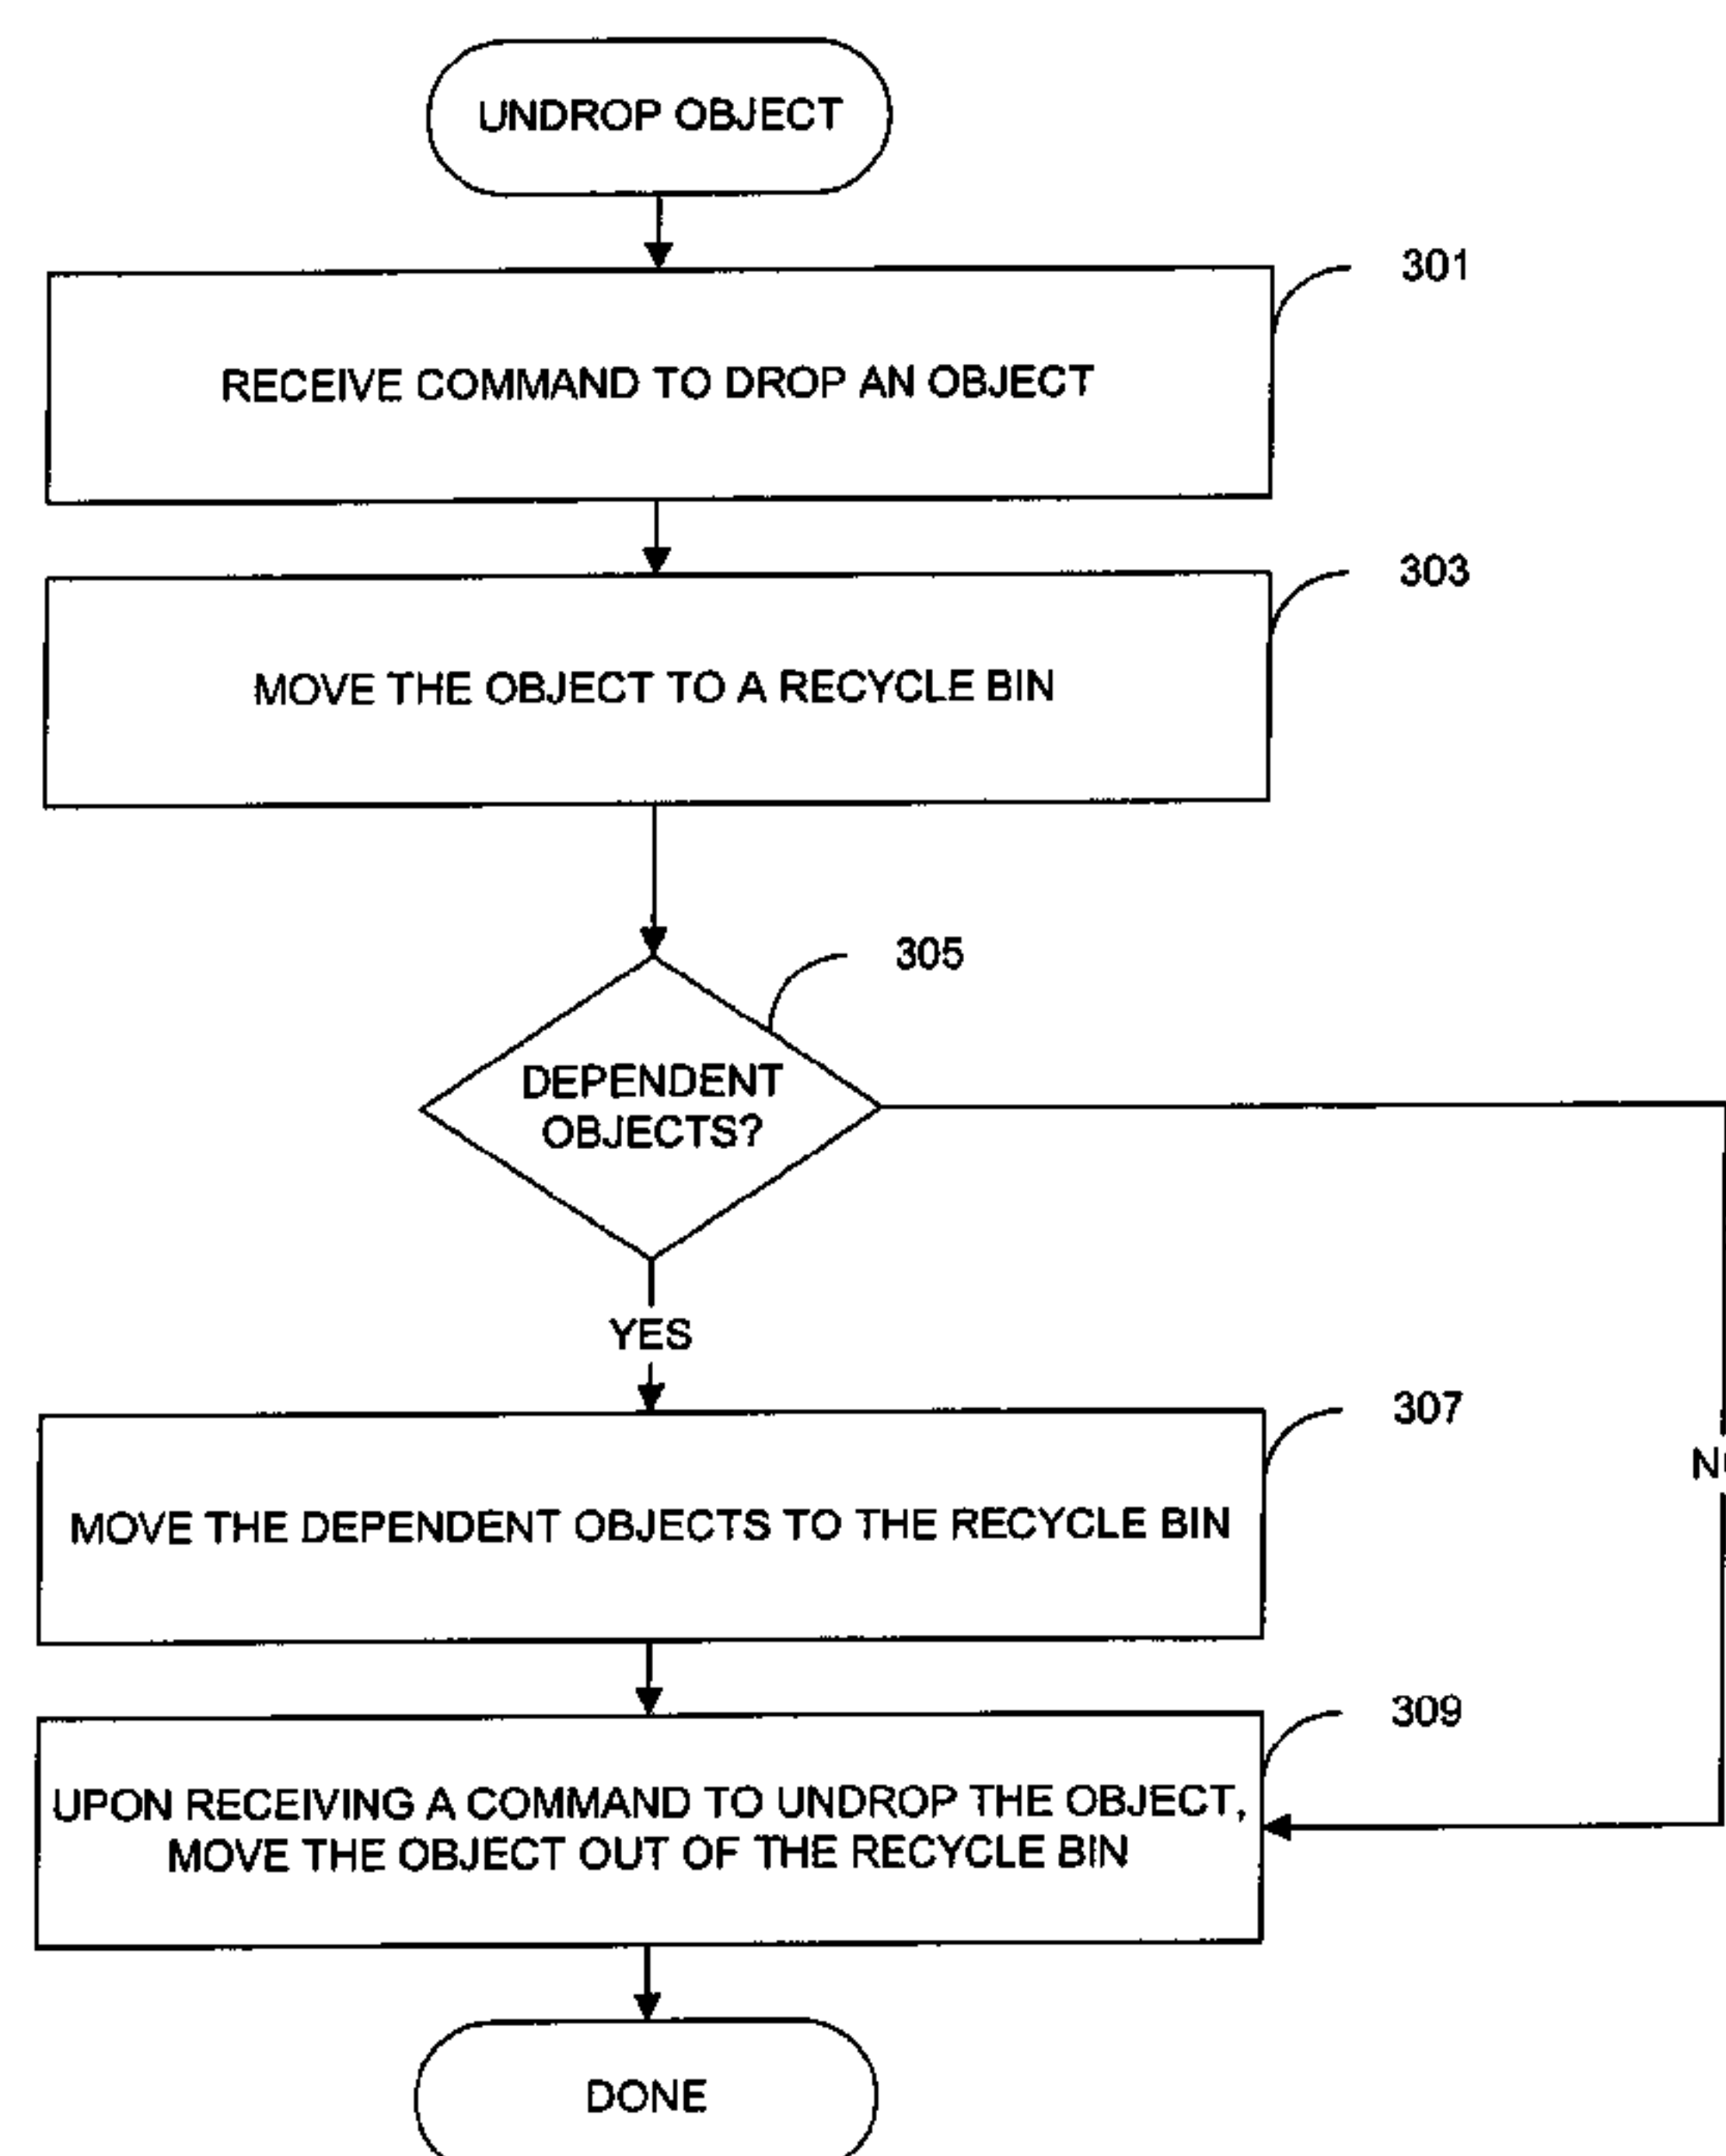 UNDROP OBJECT
301
RECEIVE COMMAND TO DROP AN OBJECT
303
MOVE THE OBJECT TO A RECYCLE BIN
305
DEPENDENT
OBJECTS?
YES
307
MOVE THE DEPENDENT OBJECTS TO THE RECYCLE BIN
309
UPON RECEIVING A COMMAND TO UNDROP THE OBJECT,
MOVE THE OBJECT OUT OF THE RECYCLE BIN
DONE